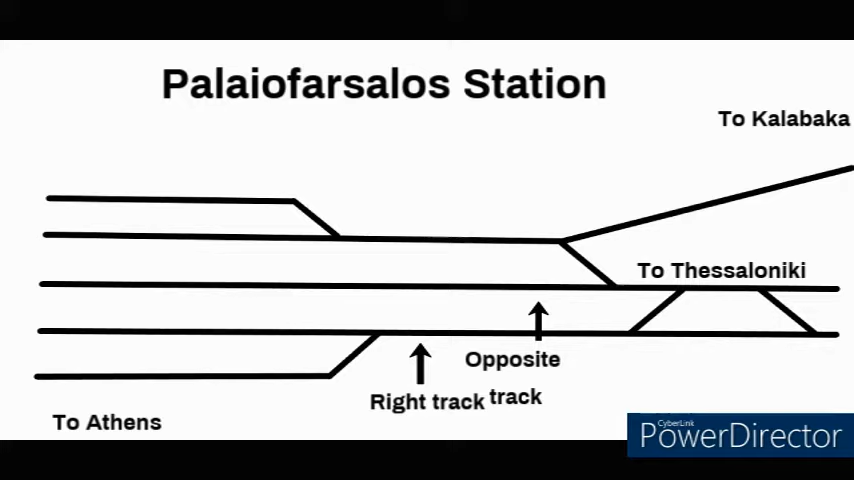 Palaiofarsalos Station
To Kalabaka
To Thessaloniki
Opposite
track
Right track
To Athens
CyberLink
PowerDirector